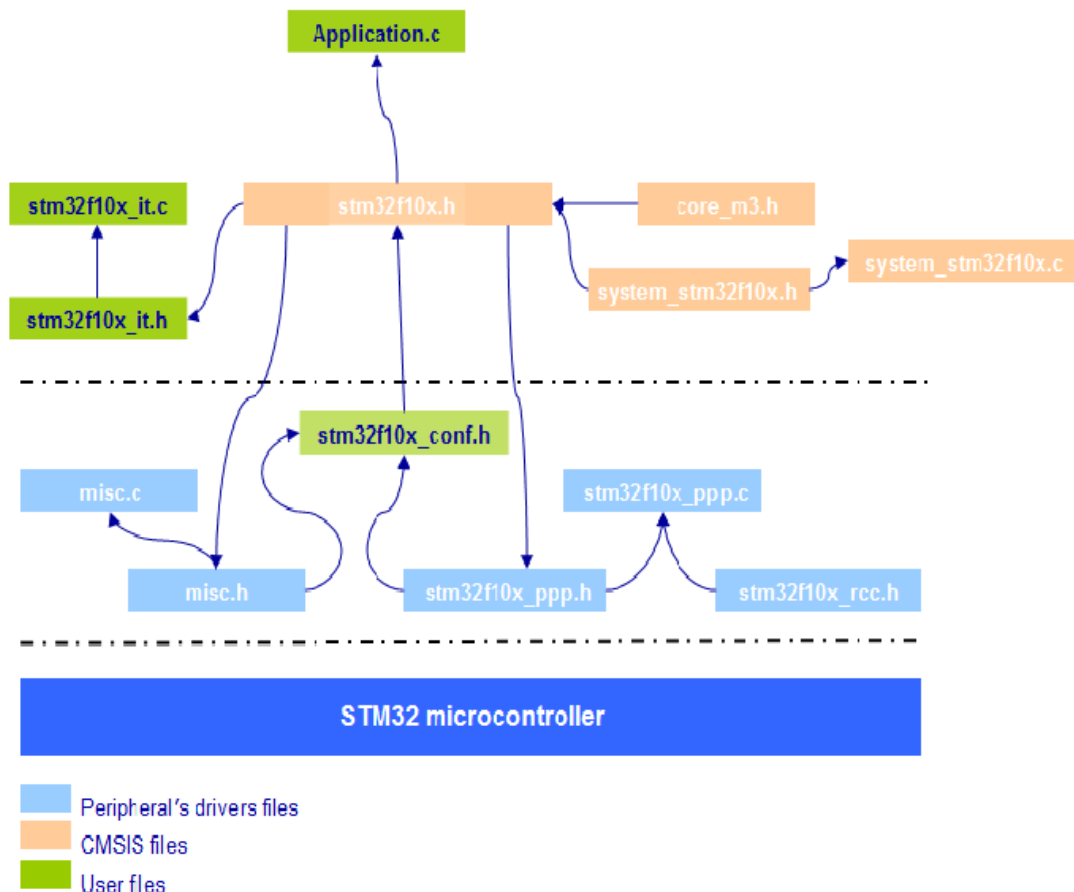 Application.c
stm32f10x_it.c
stm32f10x.h
core_m3.h
system_stm32f10x.c
system_stm32f10x.h
stm32f10x_it.h
stm32f10x_conf.h
misc.c
stm32f10x_ppp.c
misc.h
stm32f10x_ppp.h
stm32f10x_rcc.h
STM32 microcontroller
Peripheral's drivers files
CMSIS files
User files